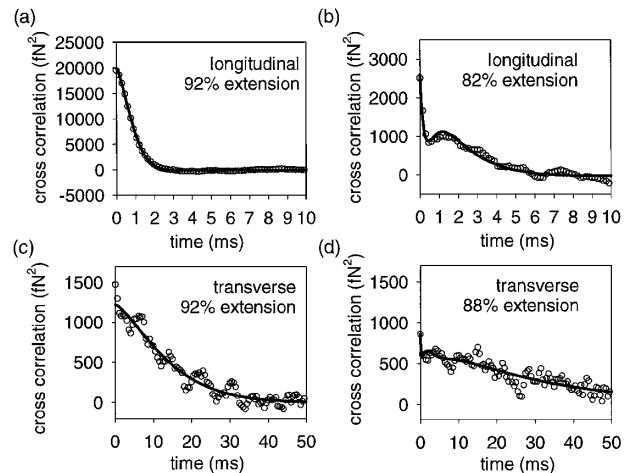 (a)
cross correlation (fN²)
25000
20000
15000
10000
5000
0
-5000
longitudinal
92% extension
0 1 2 3 4 5 6 7 8 9 10
time (ms)
(b)
cross correlation (fN²)
3000
2000
1000
0
longitudinal
82% extension
0 1 2 3 4 5 6 7 8 9 10
time (ms)
(c)
cross correlation (fN²)
1500
1000
500
0
transverse
92% extension
0 10 20 30 40 50
time (ms)
(d)
cross correlation (fN²)
1500
1000
500
0
transverse
88% extension
0 10 20 30 40 50
time (ms)